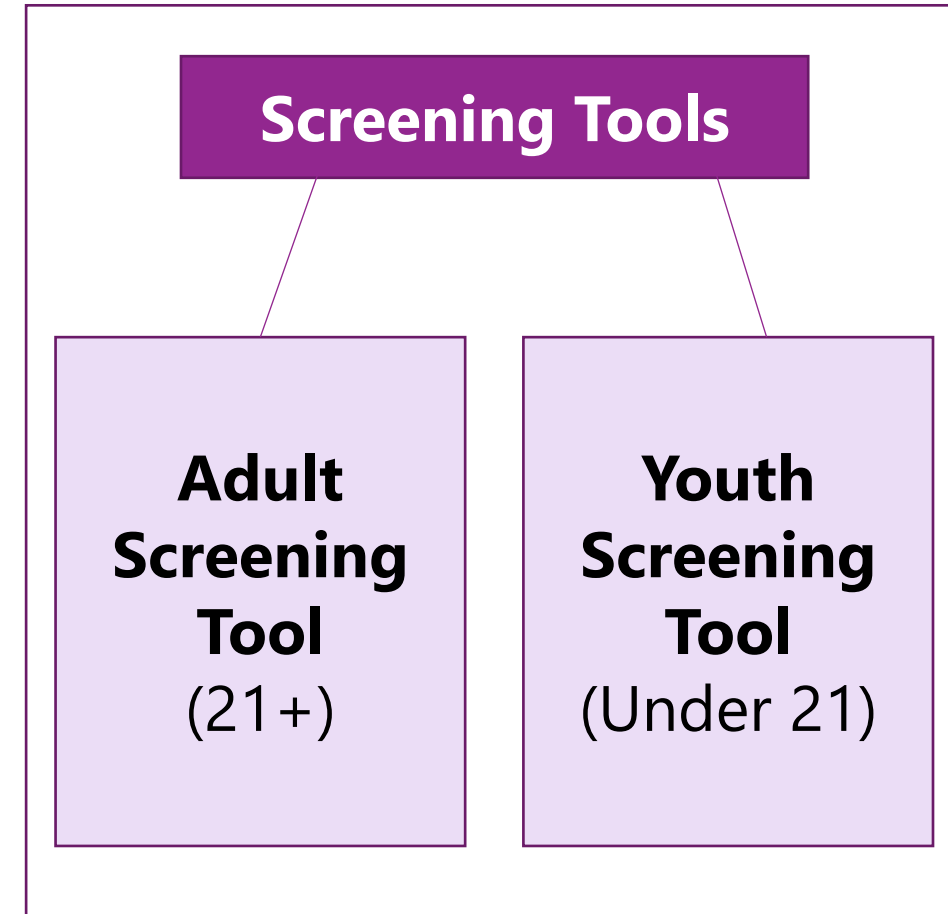 Screening Tools
Adult
Screening
Tool
(21+)
Youth
Screening
Tool
(Under 21)